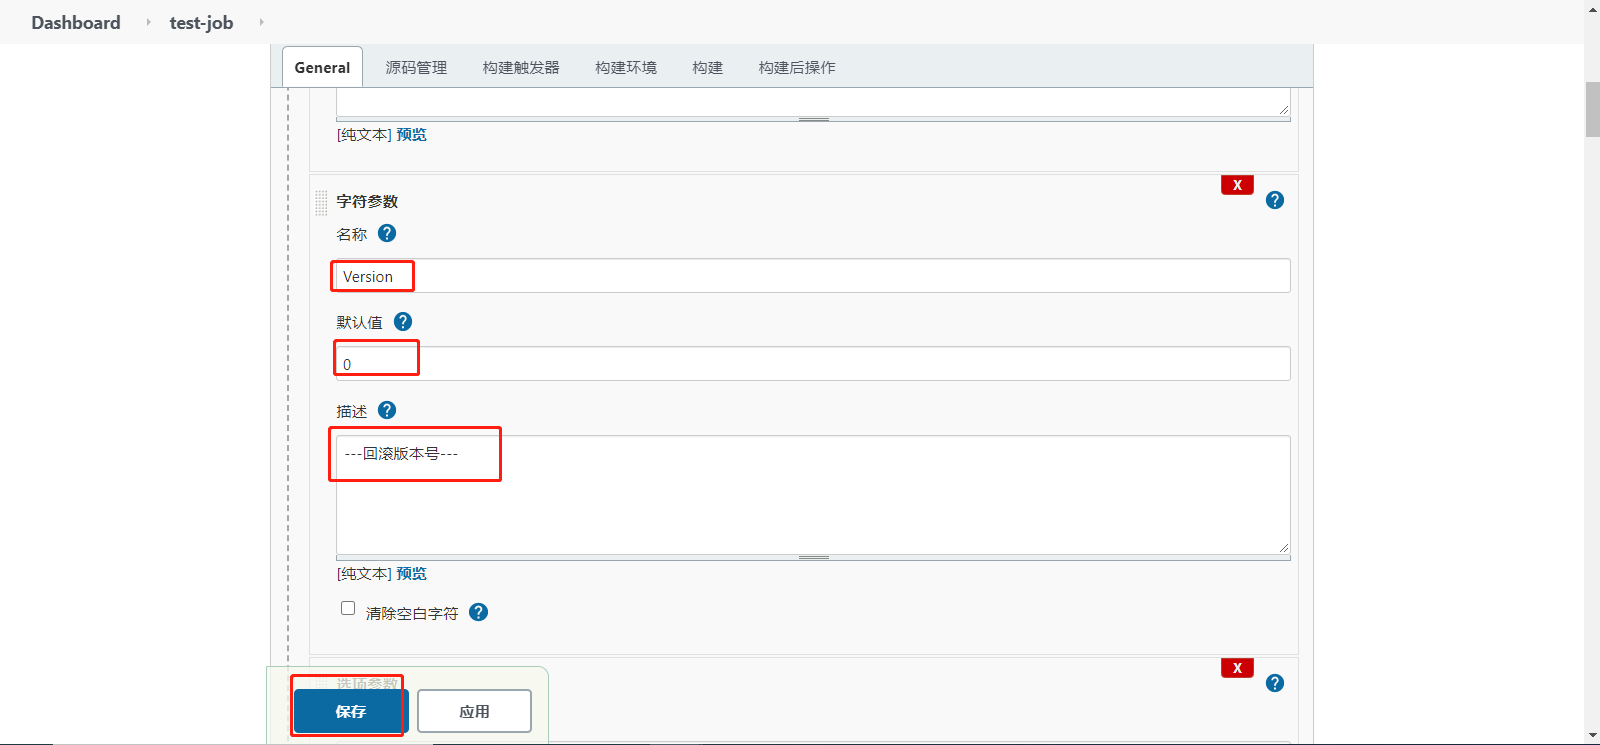 Dashboard test-job
General 源码管理 构建触发器 构建环境 构建 构建后操作
[纯文本] 预览
X
字符参数
名称
Version
默认值
0
描述
---回滚版本号---
[纯文本] 预览
清除空白字符
X
选项参数
保存 应用